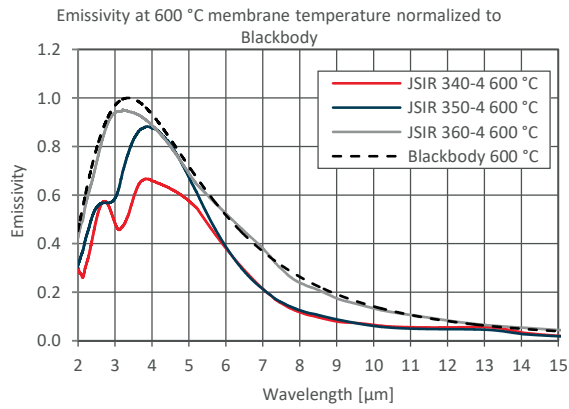 Emissivity at 600 °C membrane temperature normalized to
Blackbody
1.2
1.0
0.8
0.6
0.4
0.2
0.0
Emissivity
JSIR 340-4 600 °C
JSIR 350-4 600 °C
JSIR 360-4 600 °C
Blackbody 600 °C
2 3 4 5 6 7 8 9 10 11 12 13 14 15
Wavelength [µm]